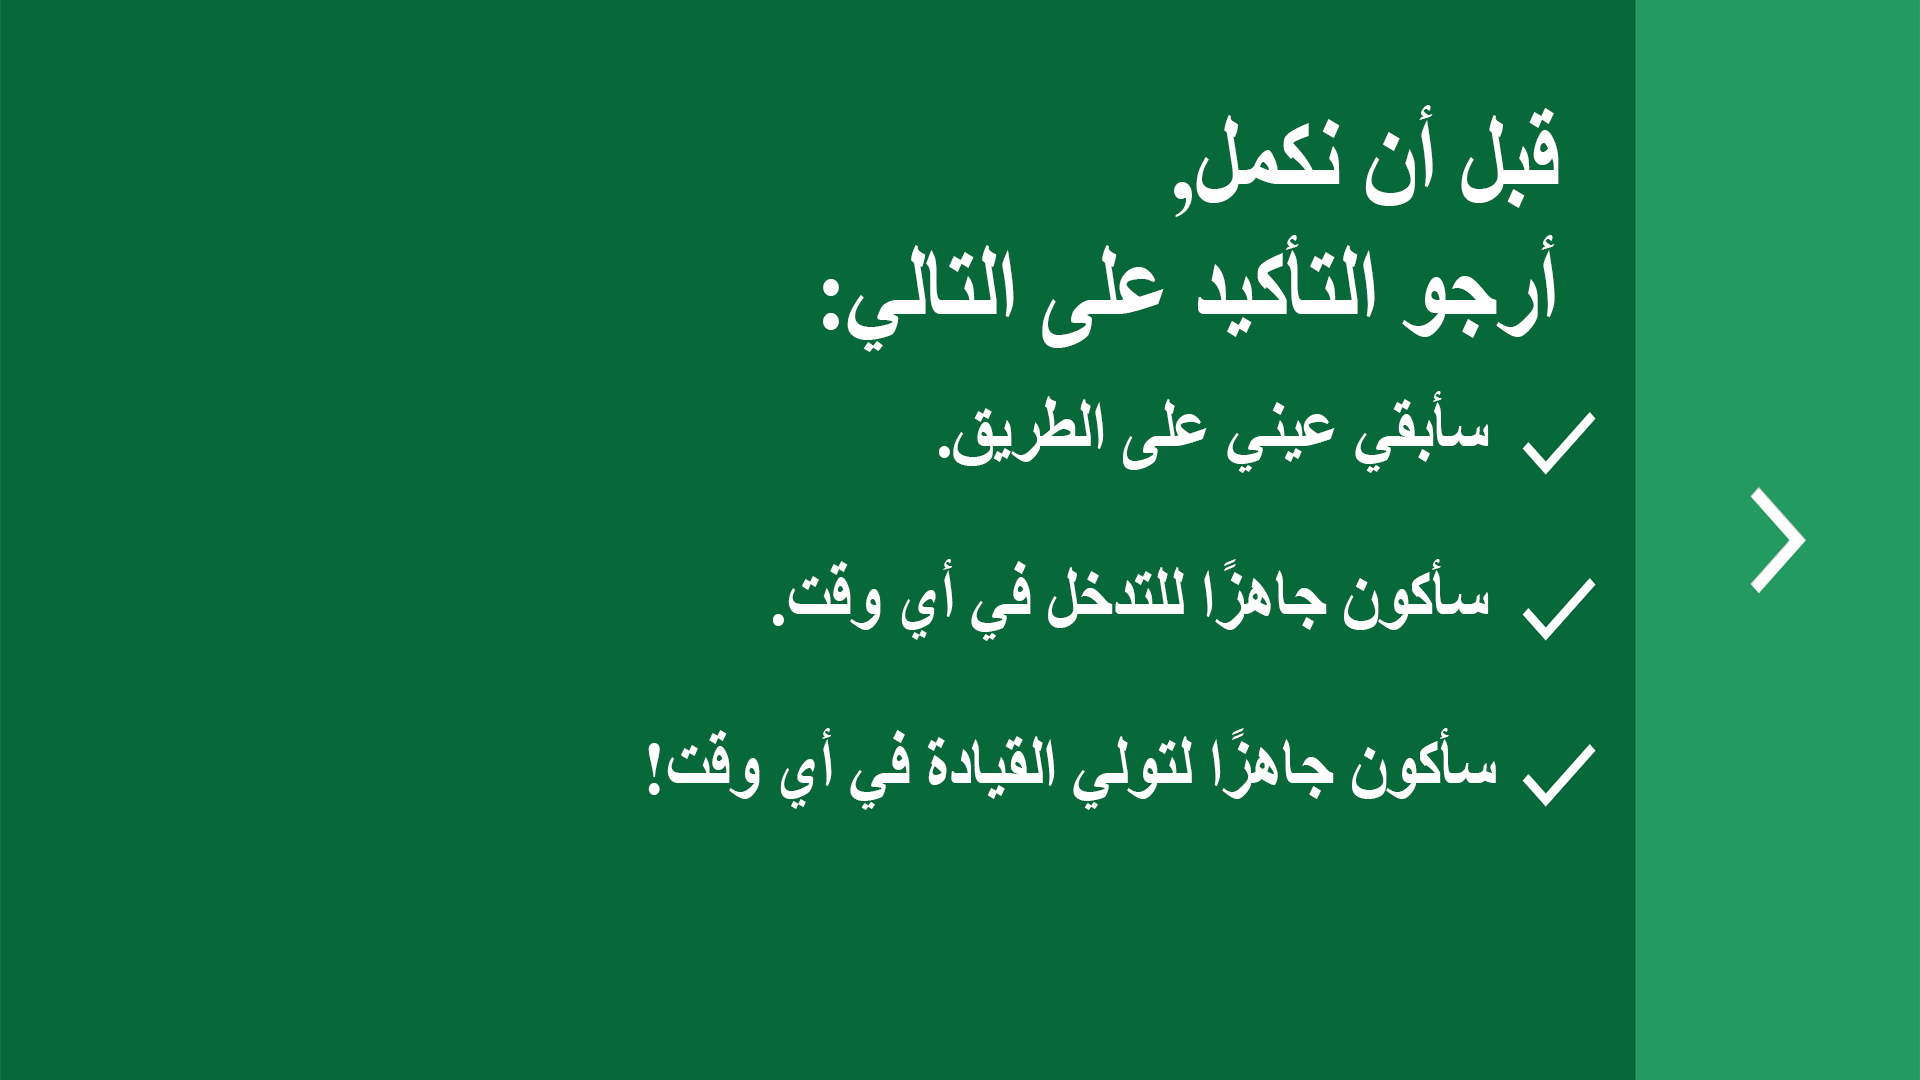 قبل أن نكمل,
أرجو التأكيد على التالي:
سأبقي عيني على الطريق.
سأكون جاهزًا للتدخل في أي وقت.
سأكون جاهزًا لتولي القيادة في أي وقت!